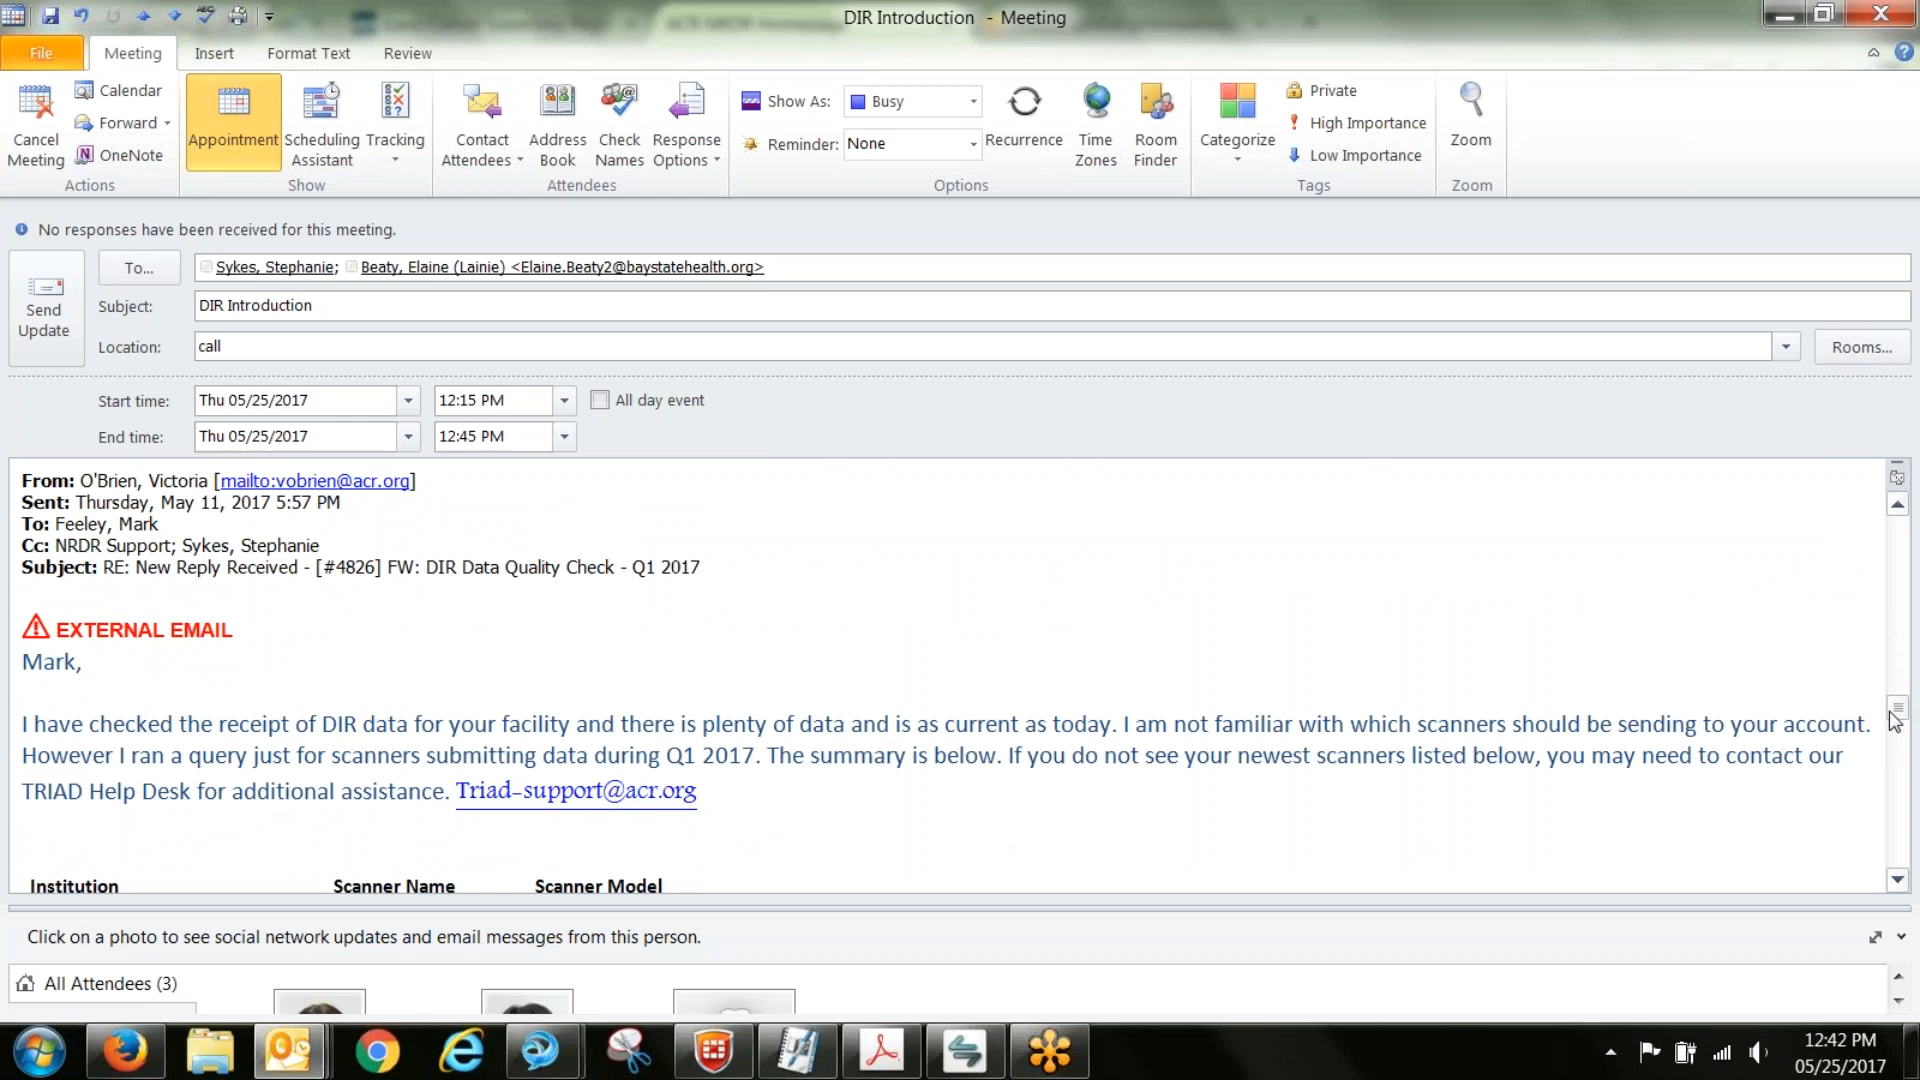 DIR Introduction - Meeting
File Meeting Insert Format Text Review
Cancel Meeting
Calendar
Forward
OneNote
Actions
Appointment
Scheduling Assistant
Tracking
Show
Contact Attendees
Address Book
Check Names
Response Options
Attendees
Show As: Busy
Reminder: None
Recurrence
Time Zones
Room Finder
Options
Categorize
Private
High Importance
Low Importance
Tags
Zoom
Zoom
No responses have been received for this meeting.
Send Update
To... Sykes, Stephanie; Beaty, Elaine (Lainie) <Elaine.Beaty2@baystatehealth.org>
Subject: DIR Introduction
Location: call Rooms...
Start time: Thu 05/25/2017 12:15 PM All day event
End time: Thu 05/25/2017 12:45 PM
From: O'Brien, Victoria [mailto:vobrien@acr.org]
Sent: Thursday, May 11, 2017 5:57 PM
To: Feeley, Mark
Cc: NRDR Support; Sykes, Stephanie
Subject: RE: New Reply Received - [#4826] FW: DIR Data Quality Check - Q1 2017
EXTERNAL EMAIL
Mark,
I have checked the receipt of DIR data for your facility and there is plenty of data and is as current as today. I am not familiar with which scanners should be sending to your account.
However I ran a query just for scanners submitting data during Q1 2017. The summary is below. If you do not see your newest scanners listed below, you may need to contact our
TRIAD Help Desk for additional assistance. Triad-support@acr.org
Institution Scanner Name Scanner Model
Click on a photo to see social network updates and email messages from this person.
All Attendees (3)
12:42 PM
05/25/2017